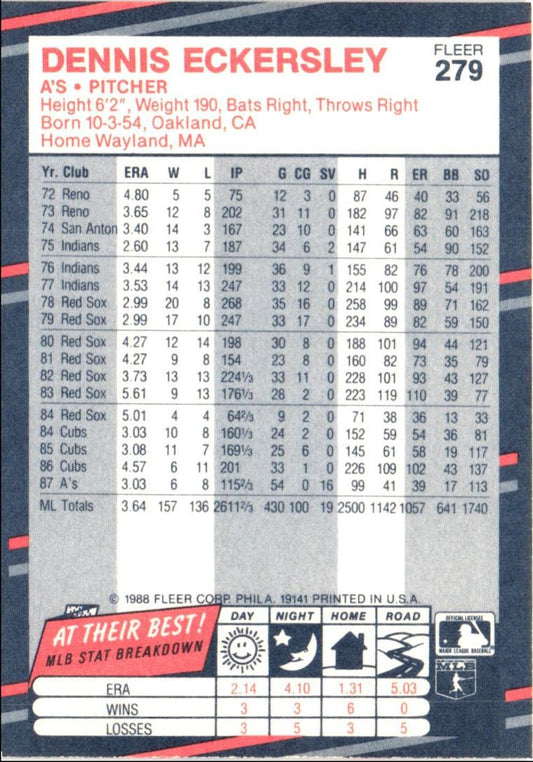 DENNIS ECKERSLEY
FLEER
279
A'S • PITCHER
Height 6'2", Weight 190, Bats Right, Throws Right
Born 10-3-54, Oakland, CA
Home Wayland, MA
Yr. Club ERA W L IP G CG SV H R ER BB SO
72 Reno 4.80 5 5 75 12 3 0 87 46 40 33 56
73 Reno 3.65 12 8 202 31 11 0 182 97 82 91 218
74 San Anton 3.40 14 3 167 23 10 0 141 66 63 60 163
75 Indians 2.60 13 7 187 34 6 2 147 61 54 90 152
76 Indians 3.44 13 12 199 36 9 1 155 82 76 78 200
77 Indians 3.53 14 13 247 33 12 0 214 100 97 54 191
78 Red Sox 2.99 20 8 268 35 16 0 258 99 89 71 162
79 Red Sox 2.99 17 10 247 33 17 0 234 89 82 59 150
80 Red Sox 4.27 12 14 198 30 8 0 188 101 94 44 121
81 Red Sox 4.27 9 8 154 23 8 0 160 82 73 35 79
82 Red Sox 3.73 13 13 224⅓ 33 11 0 228 101 93 43 127
83 Red Sox 5.61 9 13 176⅓ 28 2 0 223 119 110 39 77
84 Red Sox 5.01 4 4 64⅔ 9 2 0 71 38 36 13 33
84 Cubs 3.03 10 8 160⅓ 24 2 0 152 59 54 36 81
85 Cubs 3.08 11 7 169⅓ 25 6 0 145 61 58 19 117
86 Cubs 4.57 6 11 201 33 1 0 226 109 102 43 137
87 A's 3.03 6 8 115⅔ 54 0 16 99 41 39 17 113
ML Totals 3.64 157 136 2611⅔ 430 100 19 2500 1142 1057 641 1740
© 1988 FLEER CORP. PHILA. 19141 PRINTED IN U.S.A.
AT THEIR BEST!
MLB STAT BREAKDOWN
DAY NIGHT HOME ROAD
OFFICIAL LICENSEE
MAJOR LEAGUE BASEBALL
MLB
ERA 2.14 4.10 1.31 5.03
WINS 3 3 6 0
LOSSES 3 5 3 5